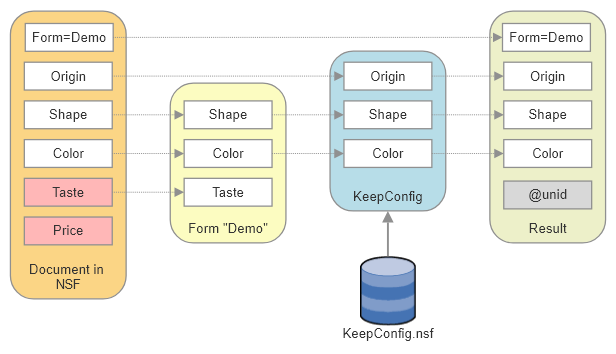 Form=Demo
Origin
Shape
Color
Taste
Price
Document in
NSF
Shape
Color
Taste
Form "Demo"
Origin
Shape
Color
KeepConfig
KeepConfig.nsf
Form=Demo
Origin
Shape
Color
@unid
Result